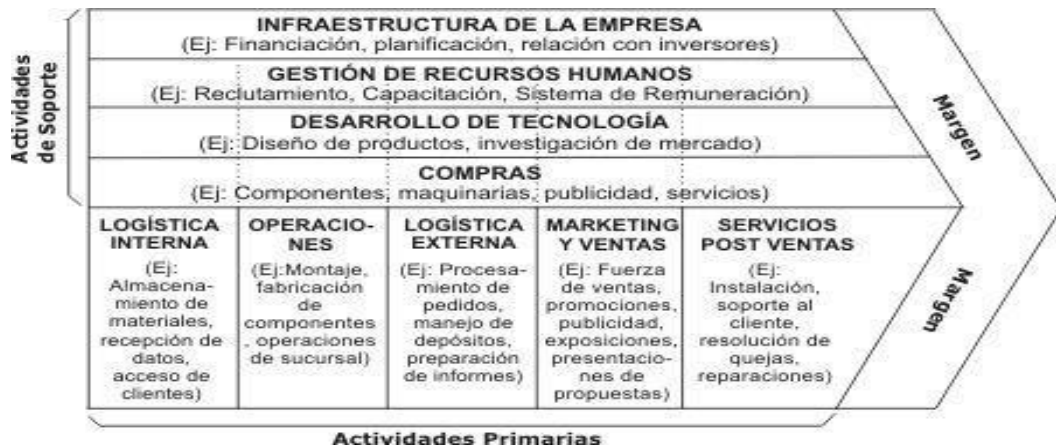 Actividades
de Soporte
INFRAESTRUCTURA DE LA EMPRESA
(Ej: Financiación, planificación, relación con inversores)
GESTIÓN DE RECURSOS HUMANOS
(Ej: Reclutamiento, Capacitación, Sistema de Remuneración)
DESARROLLO DE TECNOLOGÍA
(Ej: Diseño de productos, investigación de mercado)
COMPRAS
(Ej: Componentes, maquinarias, publicidad, servicios)
Margen
LOGÍSTICA
INTERNA
(Ej:
Almacena-
miento de
materiales,
recepción de
datos,
acceso de
clientes)
OPERACIO-
NES
(Ej:Montaje,
fabricación
de
componentes
, operaciones
de sucursal)
LOGÍSTICA
EXTERNA
(Ej: Procesa-
miento de
pedidos,
manejo de
depósitos,
preparación
de informes)
MARKETING
Y VENTAS
(Ej: Fuerza
de ventas,
promociones,
publicidad,
exposiciones,
presentacio-
nes de
propuestas)
SERVICIOS
POST VENTAS
(Ej:
Instalación,
soporte al
cliente,
resolución de
quejas,
reparaciones)
Margen
Actividades Primarias